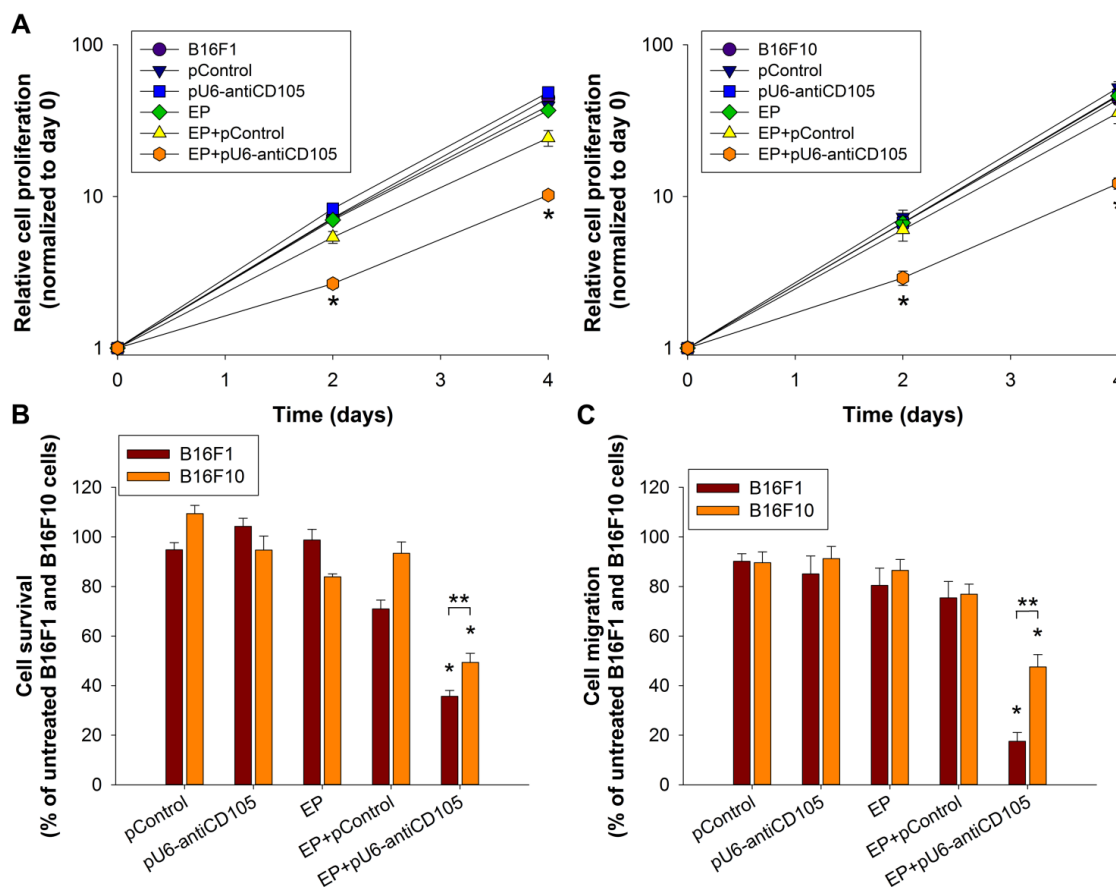 A
Relative cell proliferation
(normalized to day 0)
100
10
1
B16F1
pControl
pU6-antiCD105
EP
EP+pControl
EP+pU6-antiCD105
*
*
0
1
2
3
4
Time (days)
Relative cell proliferation
(normalized to day 0)
100
10
1
B16F10
pControl
pU6-antiCD105
EP
EP+pControl
EP+pU6-antiCD105
*
*
0
1
2
3
4
Time (days)
B
Cell survival
(% of untreated B16F1 and B16F10 cells)
B16F1
B16F10
120
100
80
60
40
20
0
**
*
*
pControl
pU6-antiCD105
EP
EP+pControl
EP+pU6-antiCD105
C
Cell migration
(% of untreated B16F1 and B16F10 cells)
B16F1
B16F10
120
100
80
60
40
20
0
**
*
*
pControl
pU6-antiCD105
EP
EP+pControl
EP+pU6-antiCD105